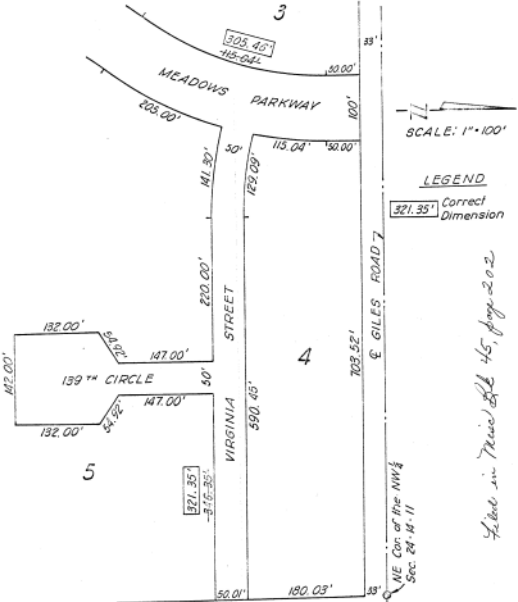 3
33'
305.46'
115.04'
50.00'
MEADOWS PARKWAY
100'
205.00'
50'
115.04'
50.00'
141.30'
129.09'
SCALE: 1"=100'
LEGEND
321.35' Correct
Dimension
220.00'
VIRGINIA STREET
4
703.52'
℄ GILES ROAD
132.00'
54.92'
147.00'
142.00'
139TH CIRCLE
50'
147.00'
132.00'
54.92'
590.45'
5
321.35'
346.35'
NE Cor. of the NW¼
Sec. 24-14-11
50.01'
180.03'
33'
Filed in Misc Bk 45, page 202